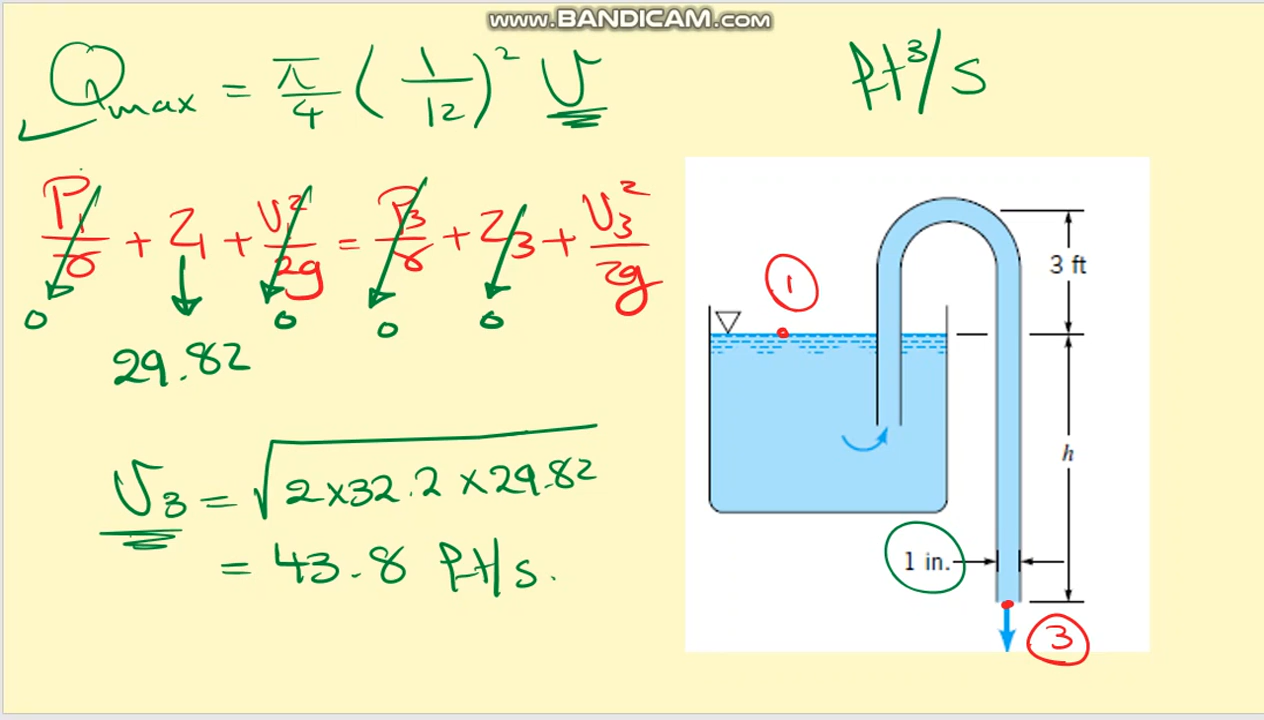 www.BANDICAM.com
Qmax = π/4 (1/12)² V
ft³/s
P₁/γ + Z₁ + V₁²/2g = P₃/γ + Z₃ + V₃²/2g
0 0 0 0
29.82
1
3 ft
h
V₃ = √2×32.2×29.82
= 43.8 ft/s.
1 in.
3